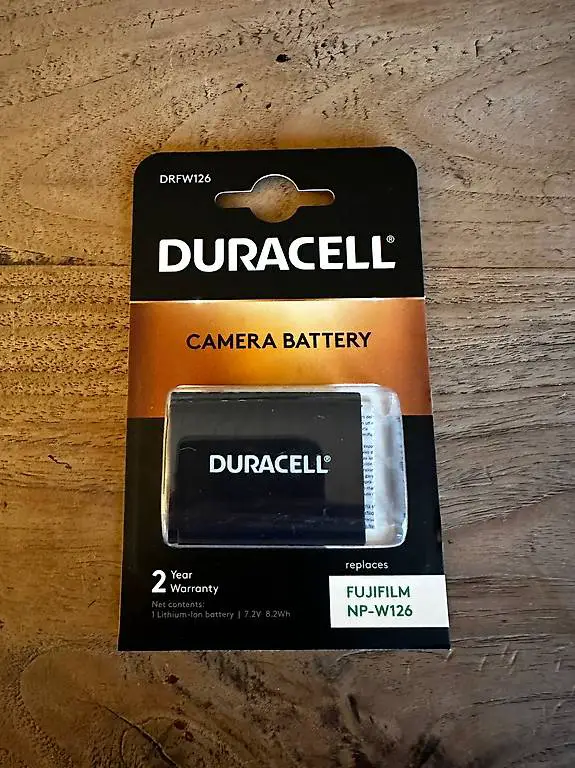 DRFW126
DURACELL®
CAMERA BATTERY
DURACELL®
2 Year
Warranty
Net contents:
1 Lithium-Ion battery | 7.2V 8.2Wh
replaces
FUJIFILM
NP-W126